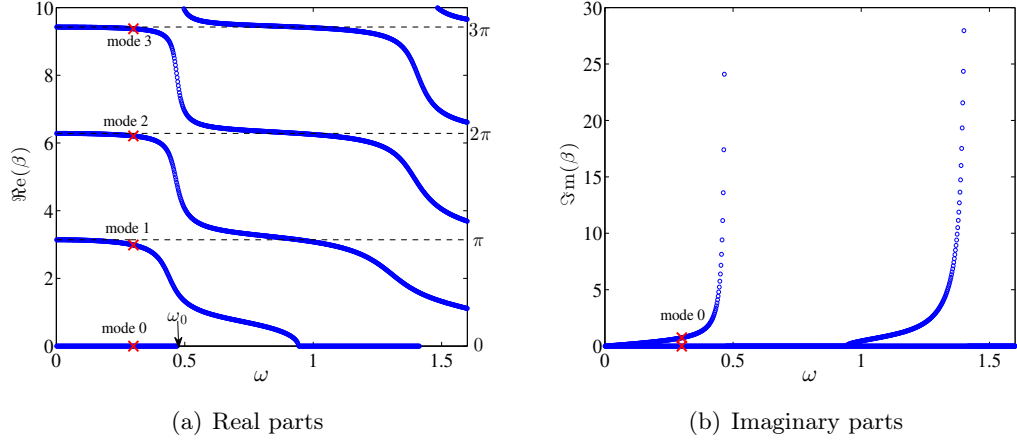 10
8
6
4
2
0
ℜe(β)
mode 3
mode 2
mode 1
mode 0
ω₀
3π
2π
π
0
0
0.5
1
1.5
ω
(a) Real parts
30
25
20
15
10
5
0
ℑm(β)
mode 0
0
0.5
1
1.5
ω
(b) Imaginary parts